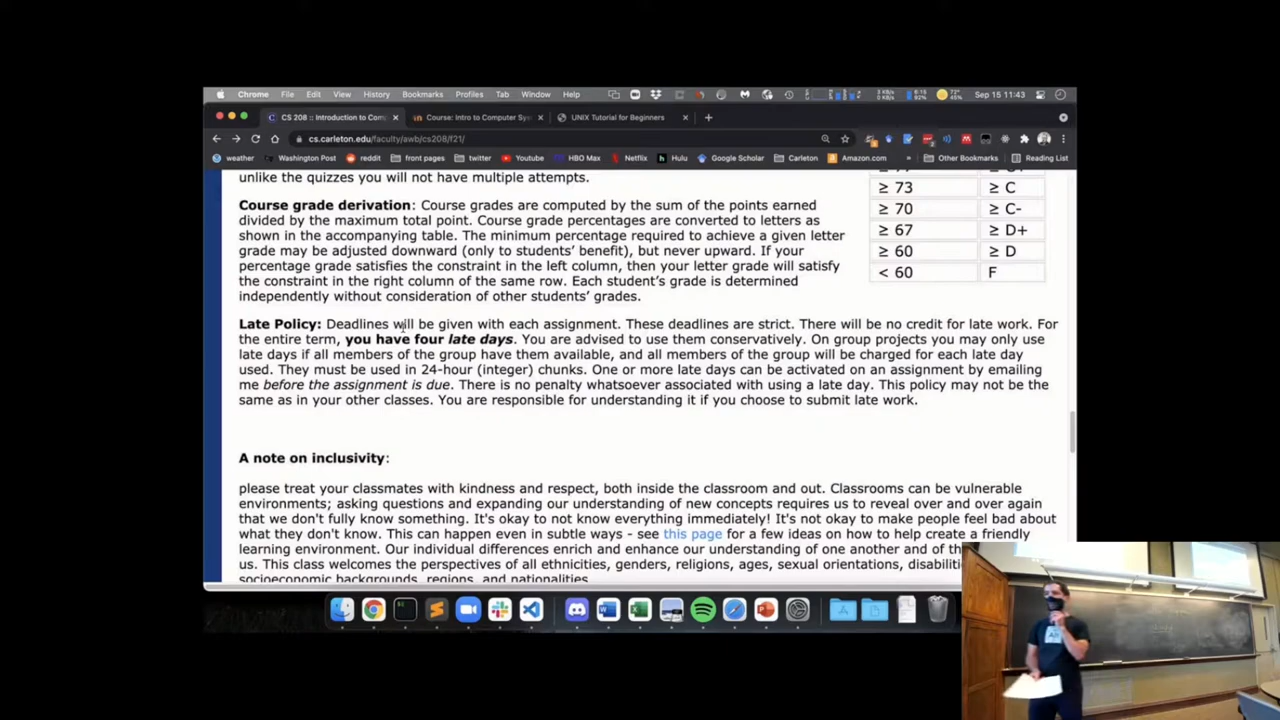 Chrome File Edit View History Bookmarks Profiles Tab Window Help Sep 15 11:43
CS 208 :: Introduction to Com Course: Intro to Computer Sys UNIX Tutorial for Beginners
cs.carleton.edu/faculty/awb/cs208/f21/
weather Washington Post reddit front pages twitter Youtube HBO Max Netflix Hulu Google Scholar Carleton Amazon.com » Other Bookmarks Reading List
unlike the quizzes you will not have multiple attempts.
≥ 73 ≥ C
≥ 70 ≥ C-
≥ 67 ≥ D+
≥ 60 ≥ D
< 60 F
Course grade derivation: Course grades are computed by the sum of the points earned
divided by the maximum total point. Course grade percentages are converted to letters as
shown in the accompanying table. The minimum percentage required to achieve a given letter
grade may be adjusted downward (only to students' benefit), but never upward. If your
percentage grade satisfies the constraint in the left column, then your letter grade will satisfy
the constraint in the right column of the same row. Each student's grade is determined
independently without consideration of other students' grades.
Late Policy: Deadlines will be given with each assignment. These deadlines are strict. There will be no credit for late work. For
the entire term, you have four late days. You are advised to use them conservatively. On group projects you may only use
late days if all members of the group have them available, and all members of the group will be charged for each late day
used. They must be used in 24-hour (integer) chunks. One or more late days can be activated on an assignment by emailing
me before the assignment is due. There is no penalty whatsoever associated with using a late day. This policy may not be the
same as in your other classes. You are responsible for understanding it if you choose to submit late work.
A note on inclusivity:
please treat your classmates with kindness and respect, both inside the classroom and out. Classrooms can be vulnerable
environments; asking questions and expanding our understanding of new concepts requires us to reveal over and over again
that we don't fully know something. It's okay to not know everything immediately! It's not okay to make people feel bad about
what they don't know. This can happen even in subtle ways - see this page for a few ideas on how to help create a friendly
learning environment. Our individual differences enrich and enhance our understanding of one another and of th
us. This class welcomes the perspectives of all ethnicities, genders, religions, ages, sexual orientations, disabiliti
socioeconomic backgrounds, regions, and nationalities.